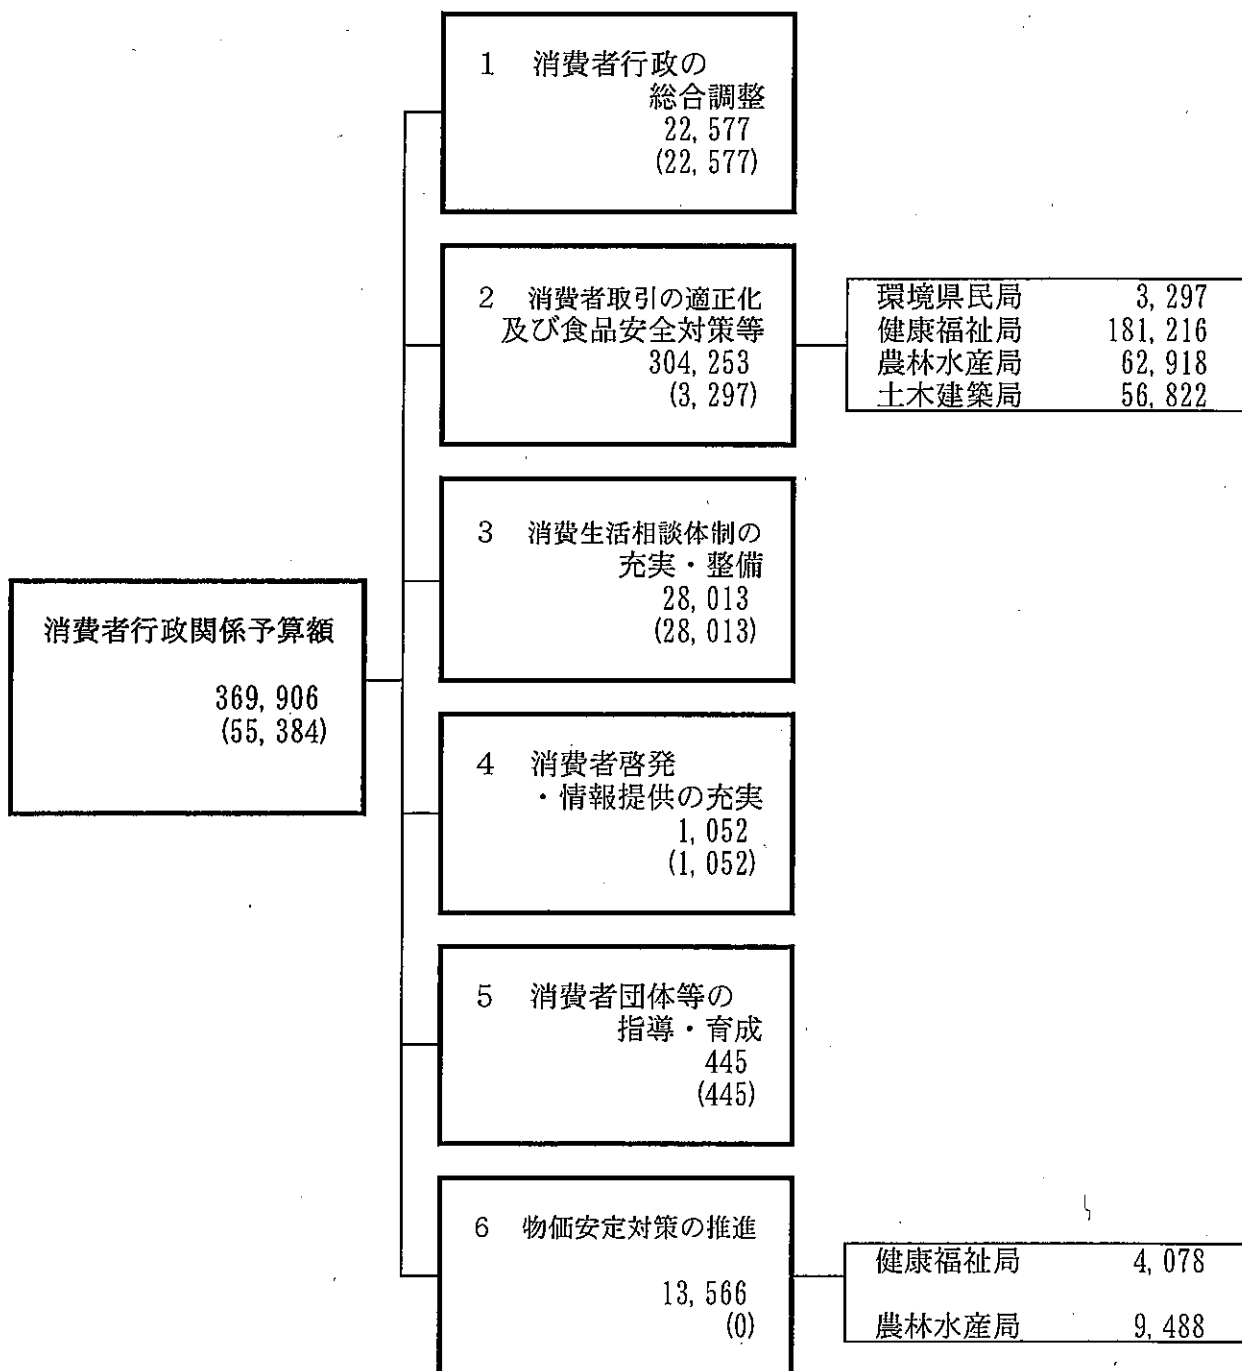 1 消費者行政の
総合調整
22,577
(22,577)
2 消費者取引の適正化
及び食品安全対策等
304,253
(3,297)
環境県民局 3,297
健康福祉局 181,216
農林水産局 62,918
土木建築局 56,822
3 消費生活相談体制の
充実・整備
28,013
(28,013)
消費者行政関係予算額
369,906
(55,384)
4 消費者啓発
・情報提供の充実
1,052
(1,052)
5 消費者団体等の
指導・育成
445
(445)
6 物価安定対策の推進
13,566
(0)
健康福祉局 4,078
農林水産局 9,488